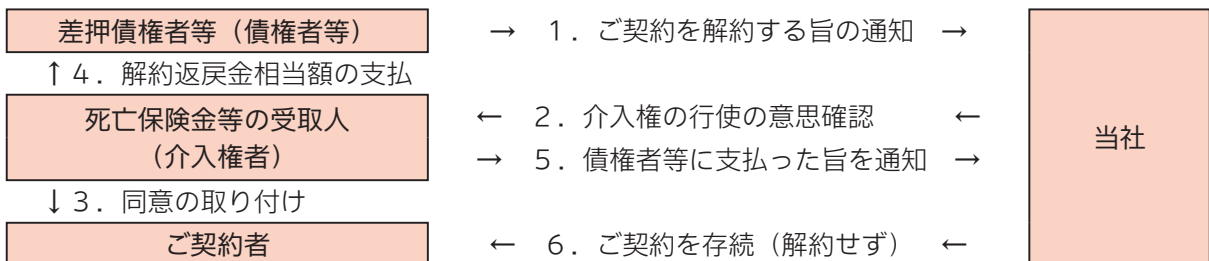 差押債権者等（債権者等） → 1．ご契約を解約する旨の通知 →
↑4．解約返戻金相当額の支払
死亡保険金等の受取人 ← 2．介入権の行使の意思確認 ←
（介入権者） → 5．債権者等に支払った旨を通知 →
当社
↓3．同意の取り付け
ご契約者 ← 6．ご契約を存続（解約せず） ←